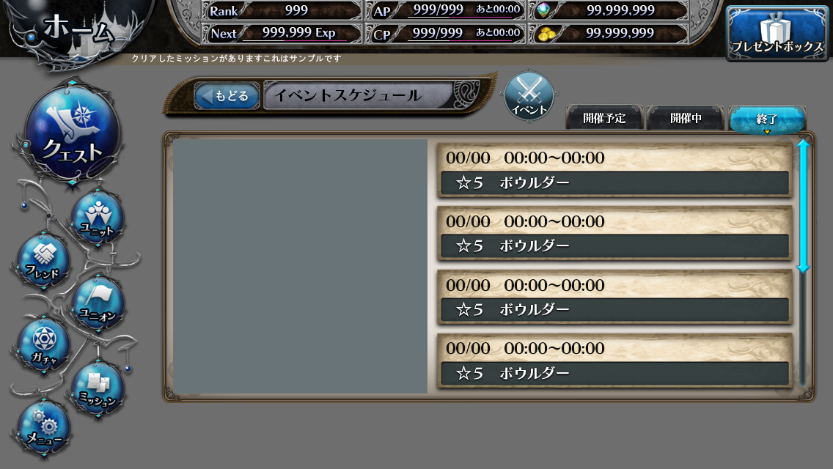 ホーム
Rank 999
AP 999/999 あと00:00
99,999,999
Next 999,999 Exp
CP 999/999 あと00:00
99,999,999
プレゼントボックス
クリアしたミッションがありますこれはサンプルです
もどる
イベントスケジュール
イベント
開催予定
開催中
終了
クエスト
ユニット
フレンド
ユニオン
ガチャ
ミッション
メニュー
00/00 00:00～00:00
☆5 ボウルダー
00/00 00:00～00:00
☆5 ボウルダー
00/00 00:00～00:00
☆5 ボウルダー
00/00 00:00～00:00
☆5 ボウルダー